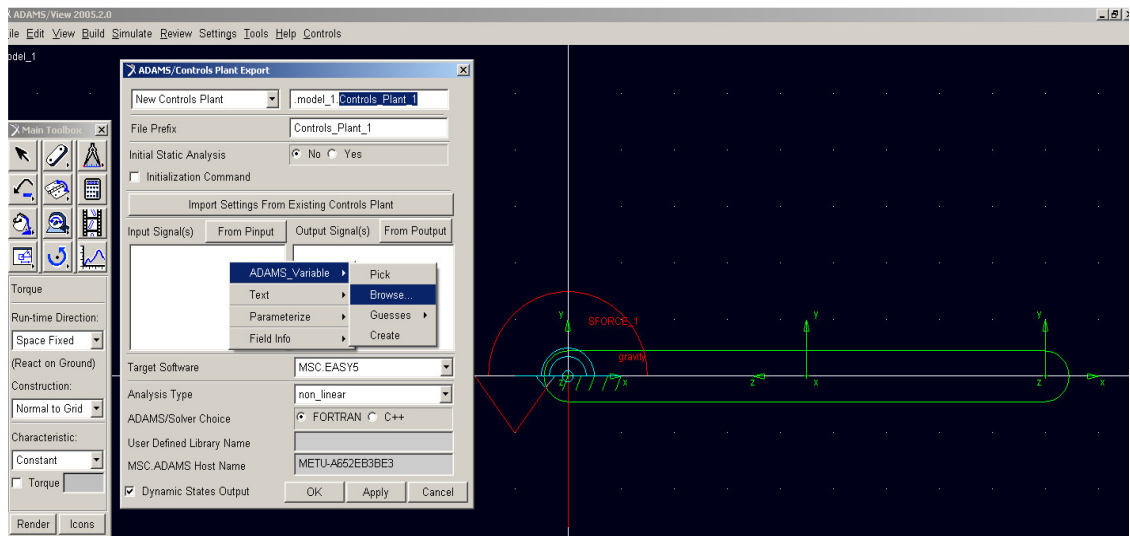 ADAMS/View 2005.2.0
ile Edit View Build Simulate Review Settings Tools Help Controls
odel_1
ADAMS/Controls Plant Export
New Controls Plant .model_1.Controls_Plant_1
File Prefix Controls_Plant_1
Initial Static Analysis No Yes
Initialization Command
Import Settings From Existing Controls Plant
Input Signal(s) From Pinput Output Signal(s) From Poutput
ADAMS_Variable Pick
Text Browse...
Parameterize Guesses
Field Info Create
Target Software MSC.EASY5
Analysis Type non_linear
ADAMS/Solver Choice FORTRAN C++
User Defined Library Name
MSC.ADAMS Host Name METU-A652EB3BE3
Dynamic States Output OK Apply Cancel
Main Toolbox
Torque
Run-time Direction:
Space Fixed
(React on Ground)
Construction:
Normal to Grid
Characteristic:
Constant
Torque
Render Icons
y SFORCE_1 y y
gravity
z x z x z x